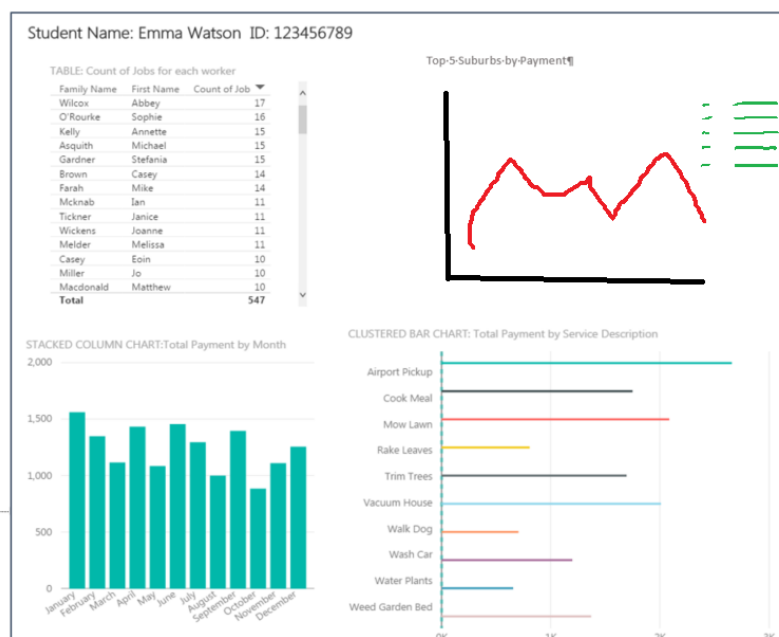 Student Name: Emma Watson ID: 123456789
TABLE: Count of Jobs for each worker
Family Name First Name Count of Job
Wilcox Abbey 17
O'Rourke Sophie 16
Kelly Annette 15
Asquith Michael 15
Gardner Stefania 15
Brown Casey 14
Farah Mike 14
Mcknab Ian 11
Tickner Janice 11
Wickens Joanne 11
Melder Melissa 11
Casey Eoin 10
Miller Jo 10
Macdonald Matthew 10
Total 547
Top·5·Suburbs·by·Payment¶
STACKED COLUMN CHART:Total Payment by Month
2,000
1,500
1,000
500
0
January
February
March
April
May
June
July
August
September
October
November
December
CLUSTERED BAR CHART: Total Payment by Service Description
Airport Pickup
Cook Meal
Mow Lawn
Rake Leaves
Trim Trees
Vacuum House
Walk Dog
Wash Car
Water Plants
Weed Garden Bed